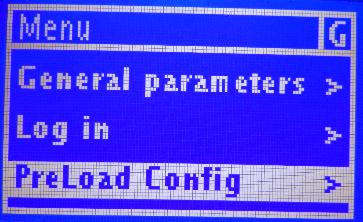 Menu G
General parameters >
Log in >
PreLoad Config >